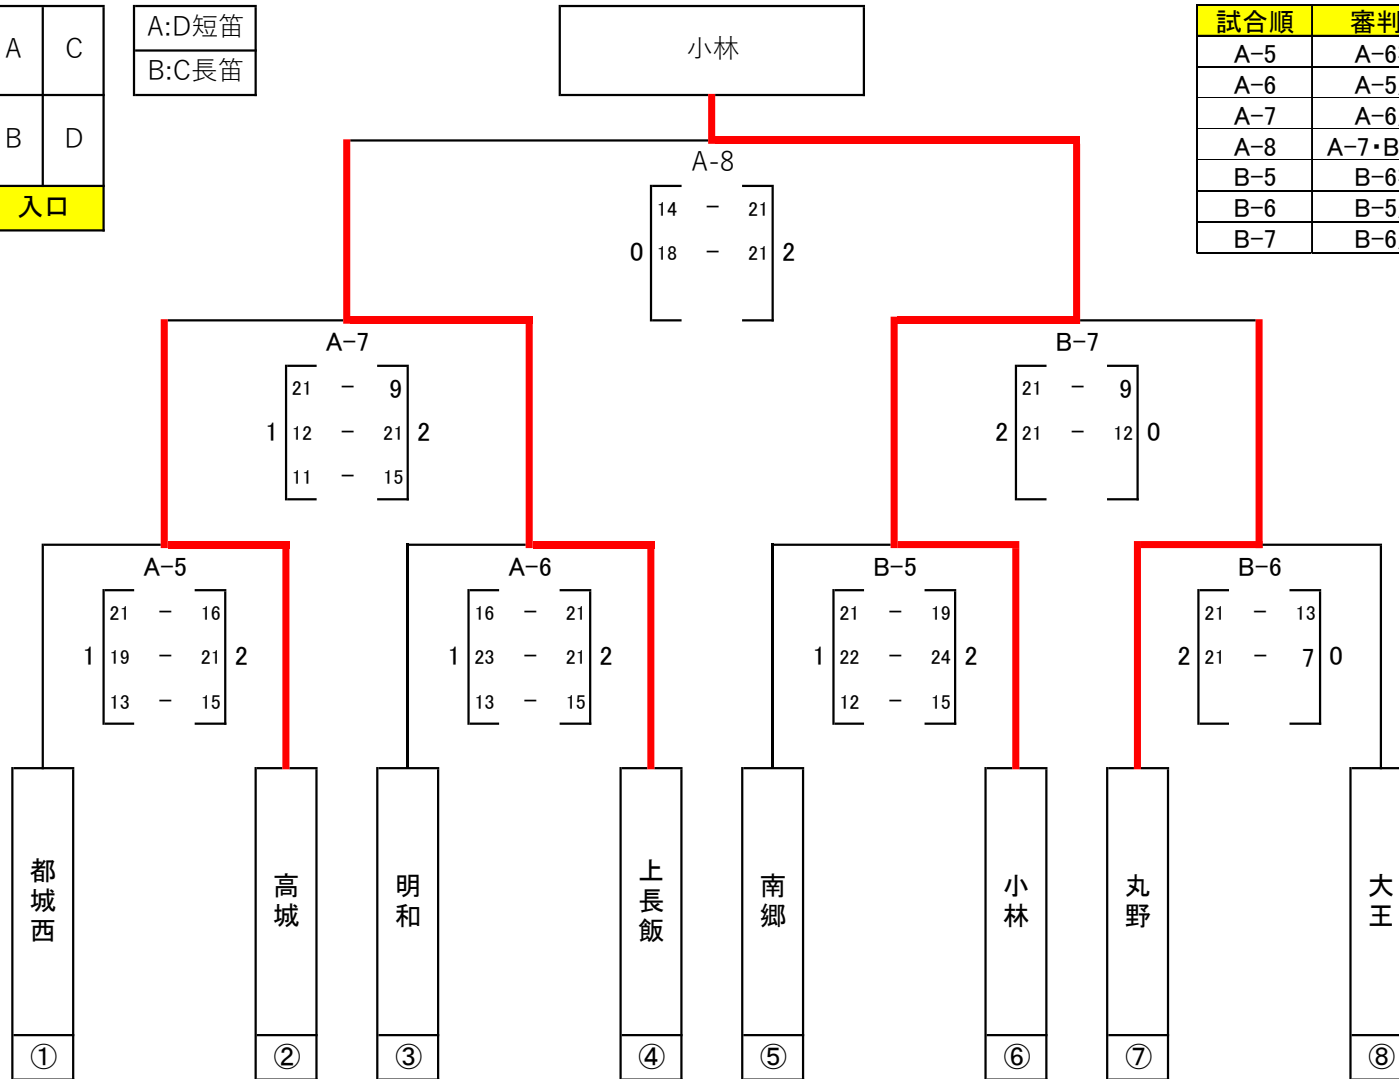 A C
B D
入口
A:D短笛
B:C長笛
小林
試合順 審判
A-5 A-6
A-6 A-5
A-7 A-6
A-8 A-7・B
B-5 B-6
B-6 B-5
B-7 B-6
A-8
14 - 21
0 18 - 21 2
A-7
21 - 9
1 12 - 21 2
11 - 15
B-7
21 - 9
2 21 - 12 0
A-5
21 - 16
1 19 - 21 2
13 - 15
A-6
16 - 21
1 23 - 21 2
13 - 15
B-5
21 - 19
1 22 - 24 2
12 - 15
B-6
21 - 13
2 21 - 7 0
都城西
高城
明和
上長飯
南郷
小林
丸野
大王
① ② ③ ④ ⑤ ⑥ ⑦ ⑧